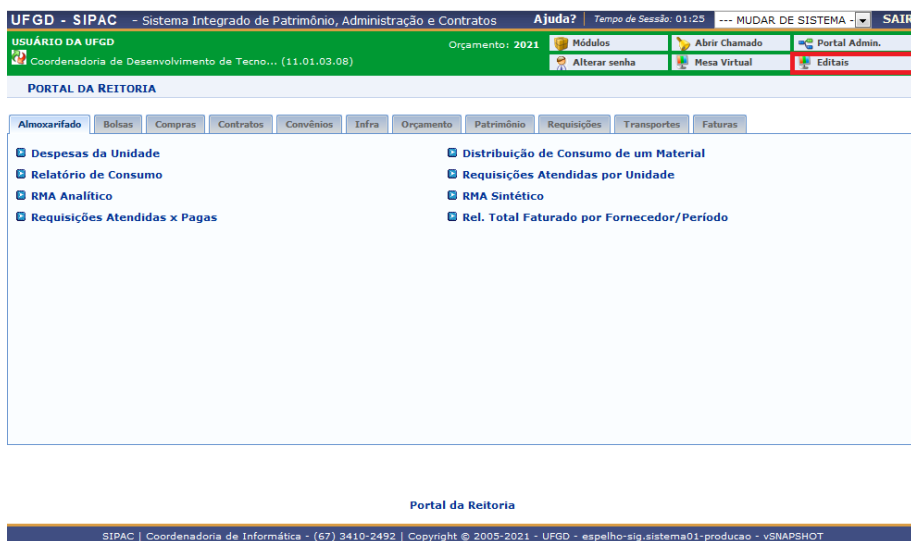 UFGD - SIPAC - Sistema Integrado de Patrimônio, Administração e Contratos Ajuda? Tempo de Sessão: 01:25 --- MUDAR DE SISTEMA - SAIR
USUÁRIO DA UFGD Orçamento: 2021 Módulos Abrir Chamado Portal Admin.
Coordenadoria de Desenvolvimento de Tecno... (11.01.03.08) Alterar senha Mesa Virtual Editais
PORTAL DA REITORIA
Almoxarifado Bolsas Compras Contratos Convênios Infra Orçamento Patrimônio Requisições Transportes Faturas
Despesas da Unidade Distribuição de Consumo de um Material
Relatório de Consumo Requisições Atendidas por Unidade
RMA Analítico RMA Sintético
Requisições Atendidas x Pagas Rel. Total Faturado por Fornecedor/Período
Portal da Reitoria
SIPAC | Coordenadoria de Informática - (67) 3410-2492 | Copyright © 2005-2021 - UFGD - espelho-sig.sistema01-producao - vSNAPSHOT